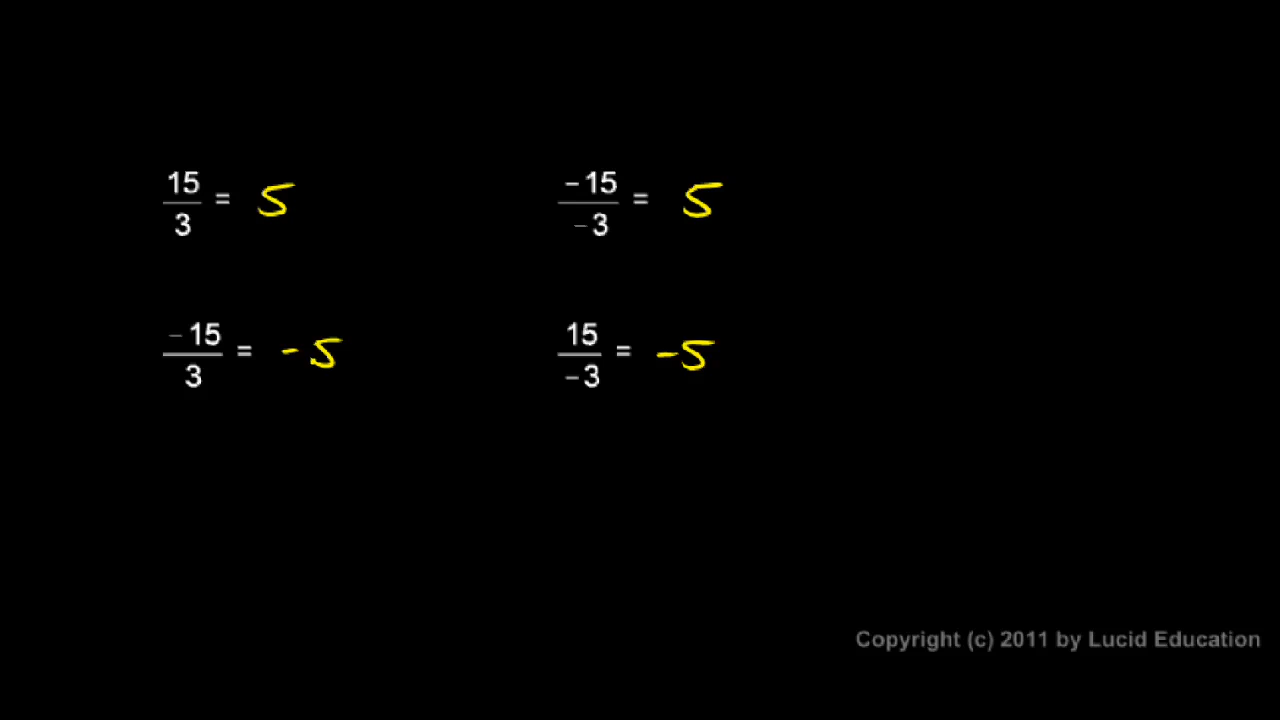 15/3 = 5
-15/-3 = 5
-15/3 = -5
15/-3 = -5
Copyright (c) 2011 by Lucid Education